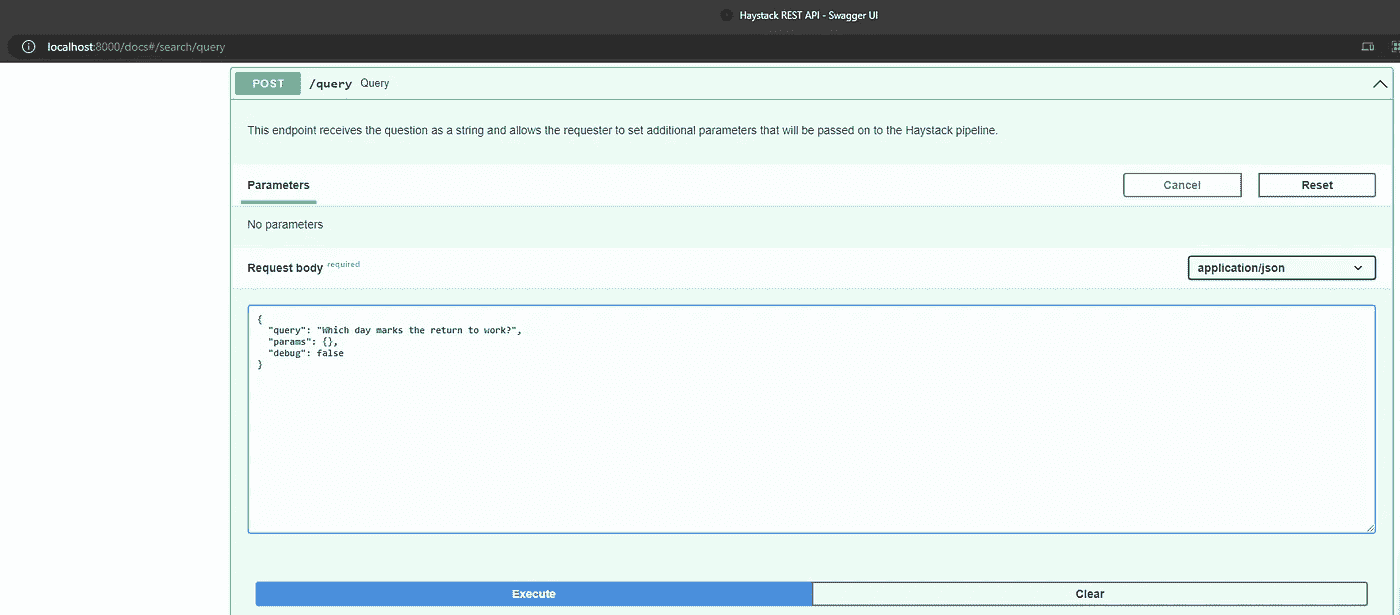 Haystack REST API - Swagger UI
localhost:8000/docs#/search/query
POST /query Query
This endpoint receives the question as a string and allows the requester to set additional parameters that will be passed on to the Haystack pipeline.
Parameters Cancel Reset
No parameters
Request body required application/json
{
"query": "Which day marks the return to work?",
"params": {},
"debug": false
}
Execute Clear